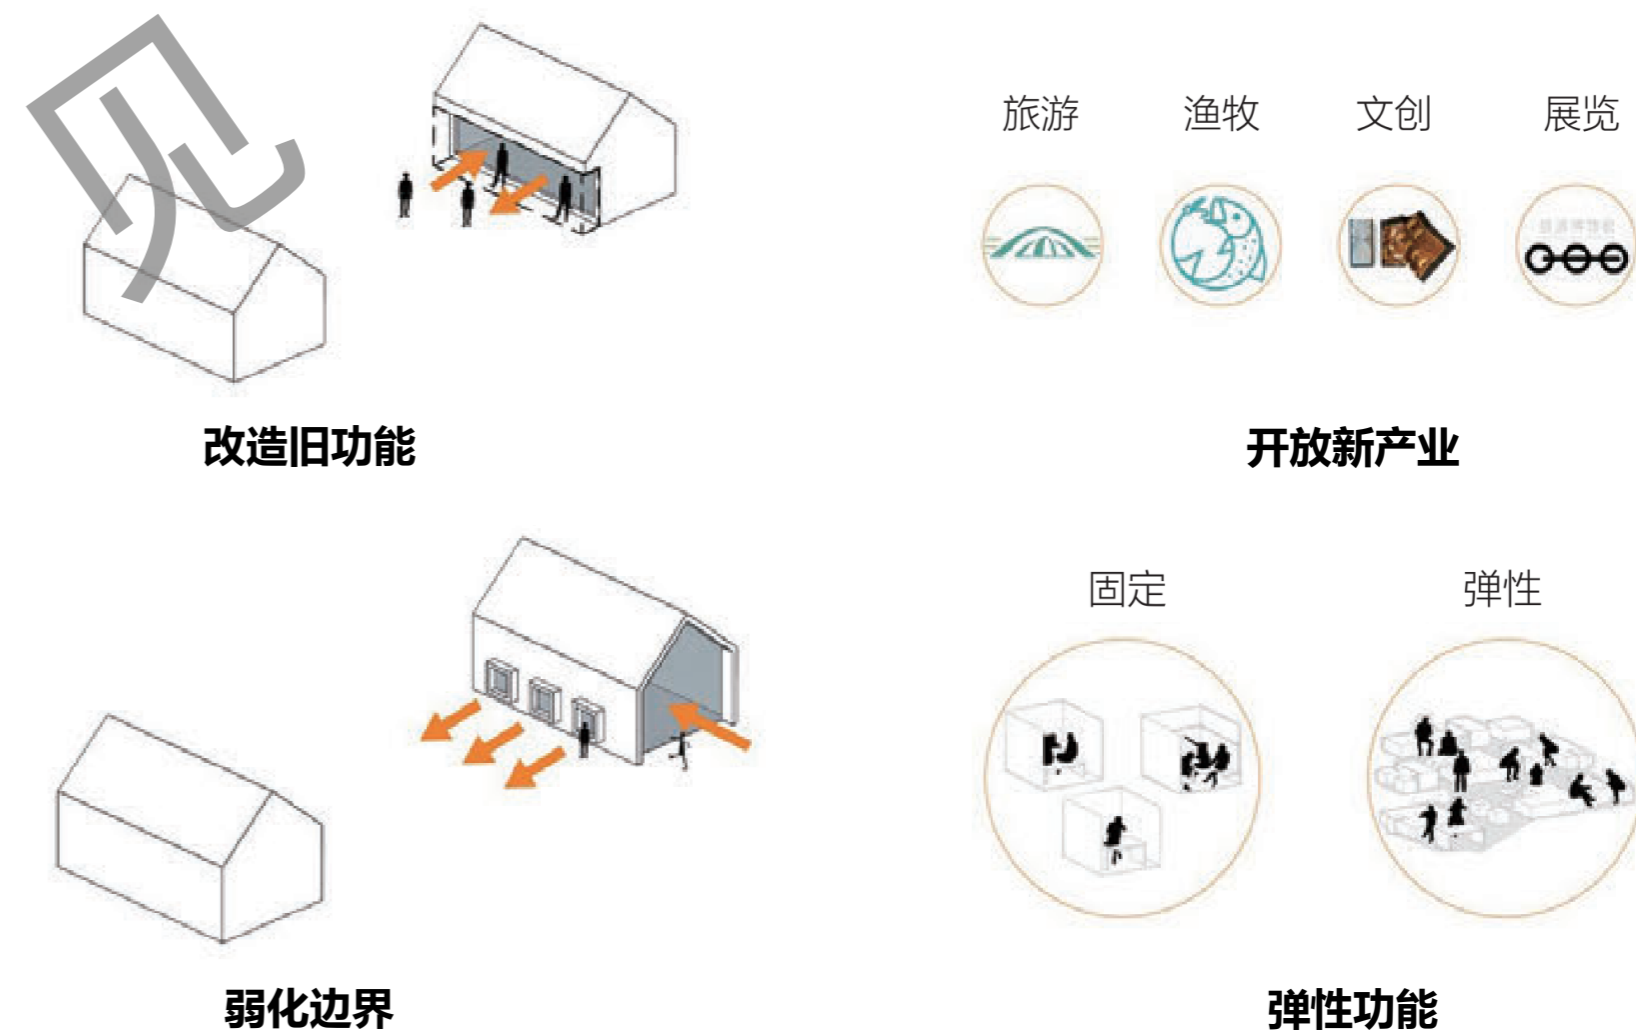 见
旅游 渔牧 文创 展览
改造旧功能 开放新产业
固定 弹性
弱化边界 弹性功能